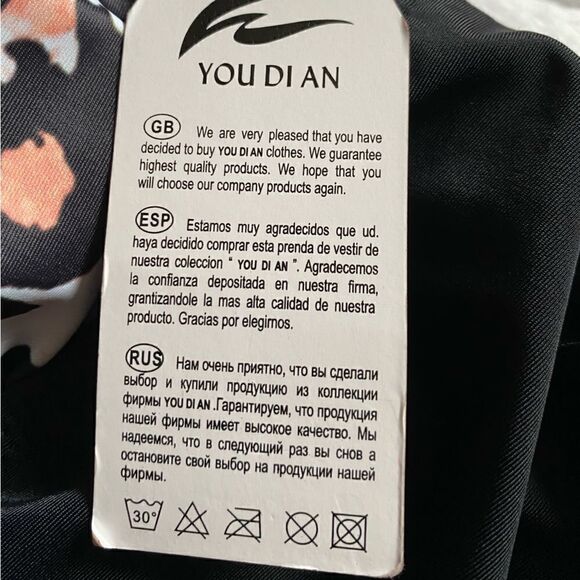 YOU DI AN
GB We are very pleased that you have
decided to buy YOU DI AN clothes. We guarantee
highest quality products. We hope that you
will choose our company products again.
ESP Estamos muy agradecidos que ud.
haya decidido comprar esta prenda de vestir de
nuestra coleccion " YOU DI AN ". Agradecemos
la confianza depositada en nuestra firma,
grantizandole la mas alta calidad de nuestra
producto. Gracias por elegirnos.
RUS Нам очень приятно, что вы сделали
выбор и купили продукцию из коллекции
фирмы YOU DI AN .Гарантируем, что продукция
нашей фирмы имеет высокое качество. Мы
надеемся, что в следующий раз вы снов а
остановите свой выбор на продукции нашей
фирмы.
30°